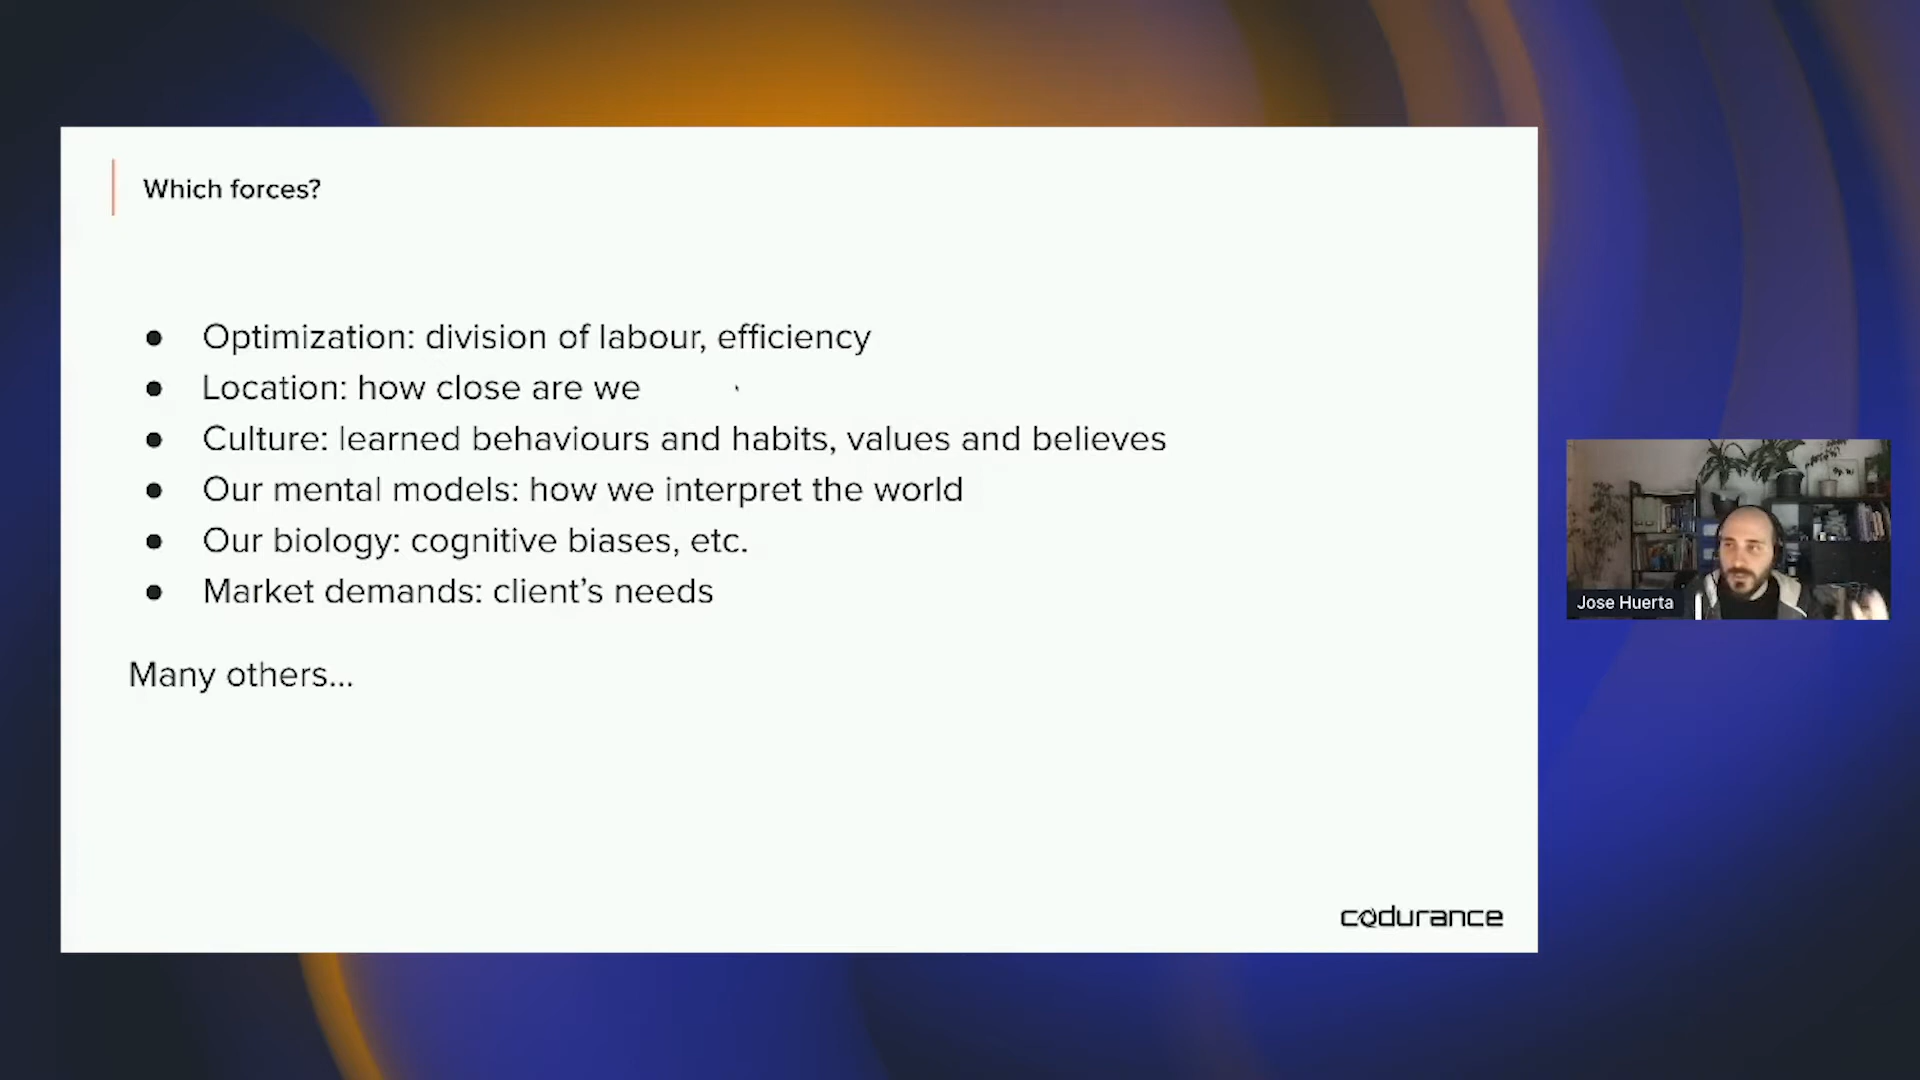 Which forces?
● Optimization: division of labour, efficiency
● Location: how close are we
● Culture: learned behaviours and habits, values and believes
● Our mental models: how we interpret the world
● Our biology: cognitive biases, etc.
● Market demands: client’s needs
Many others...
Jose Huerta
codurance